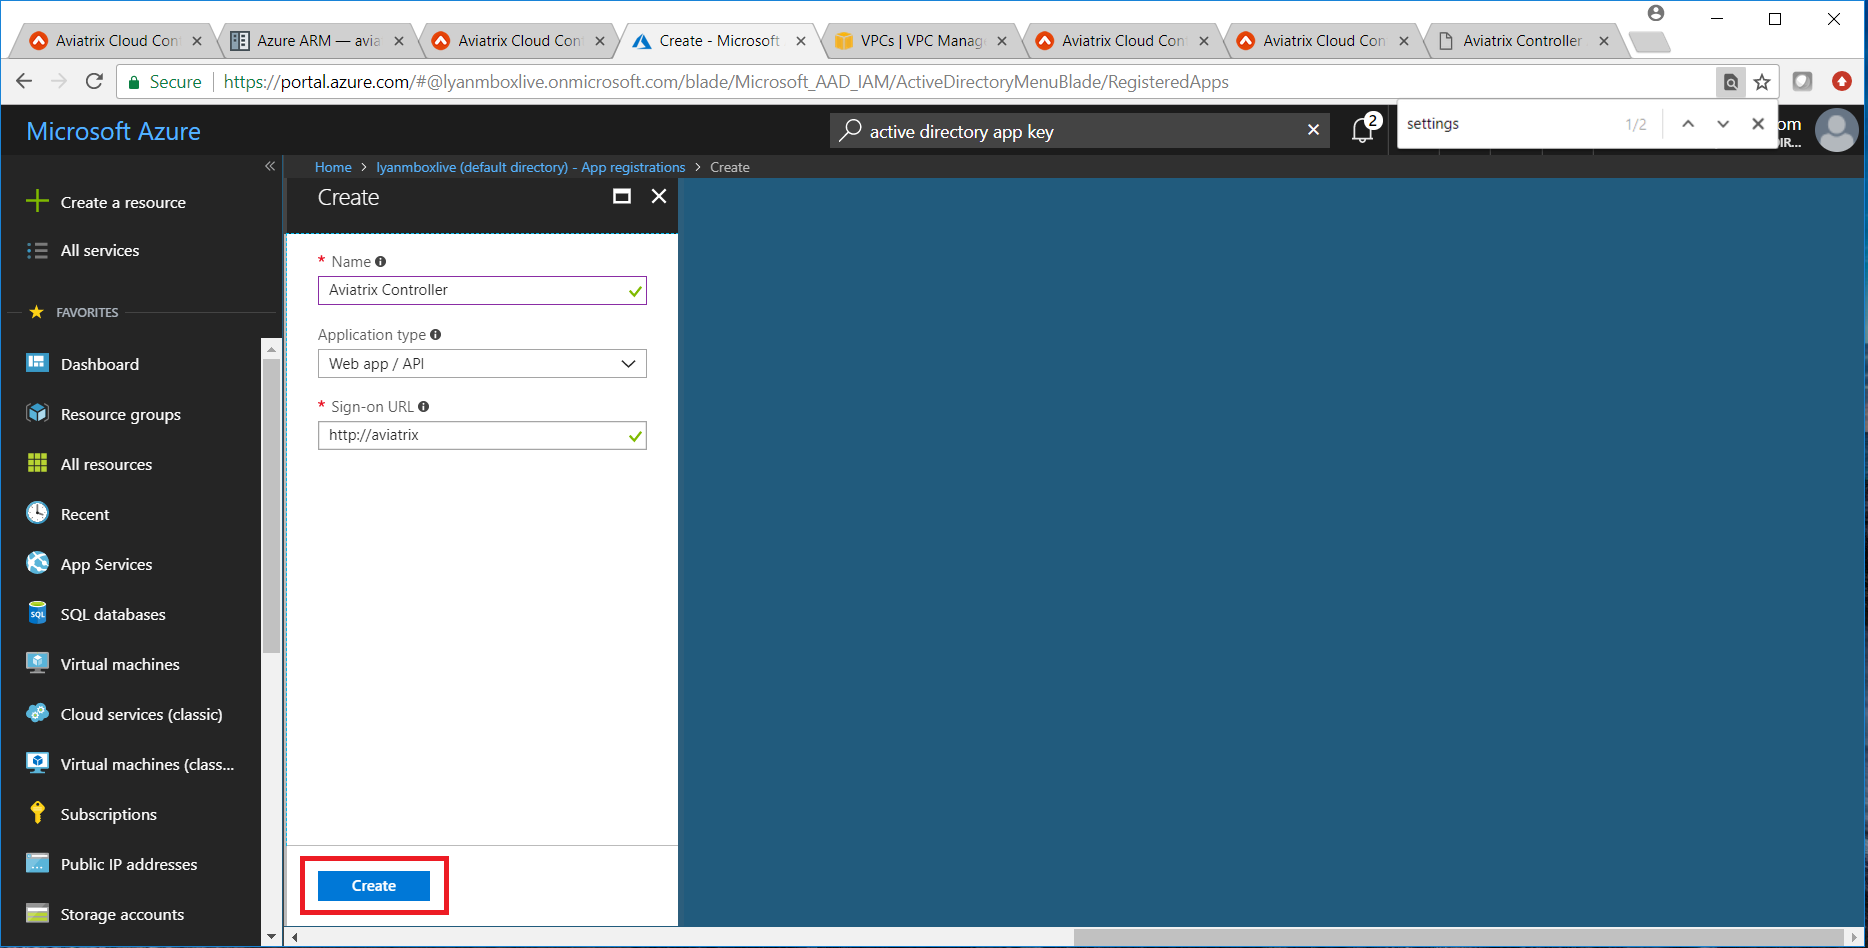 Aviatrix Cloud Con
Azure ARM — avia
Aviatrix Cloud Con
Create - Microsoft
VPCs | VPC Manag
Aviatrix Cloud Con
Aviatrix Cloud Con
Aviatrix Controller
Secure
https://portal.azure.com/#@lyanmboxlive.onmicrosoft.com/blade/Microsoft_AAD_IAM/ActiveDirectoryMenuBlade/RegisteredApps
Microsoft Azure
active directory app key
2
settings
1/2
om
IR...
Home > lyanmboxlive (default directory) - App registrations > Create
Create a resource
All services
FAVORITES
Dashboard
Resource groups
All resources
Recent
App Services
SQL databases
Virtual machines
Cloud services (classic)
Virtual machines (class...
Subscriptions
Public IP addresses
Storage accounts
Create
* Name
Aviatrix Controller
Application type
Web app / API
* Sign-on URL
http://aviatrix
Create